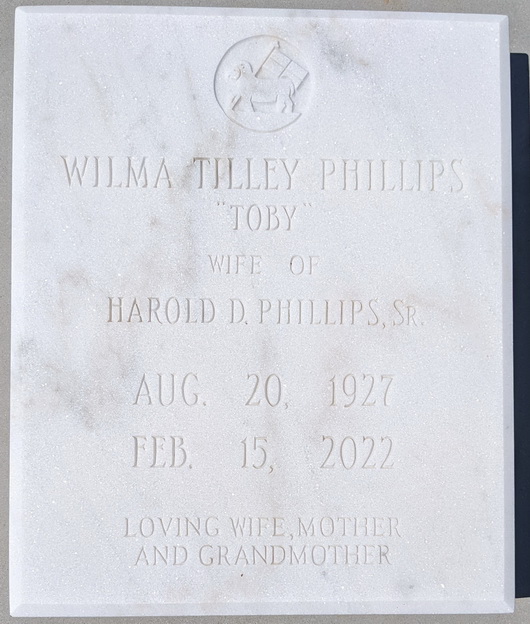 WILMA TILLEY PHILLIPS
"TOBY"
WIFE OF
HAROLD D. PHILLIPS, SR.
AUG. 20, 1927
FEB. 15, 2022
LOVING WIFE, MOTHER
AND GRANDMOTHER